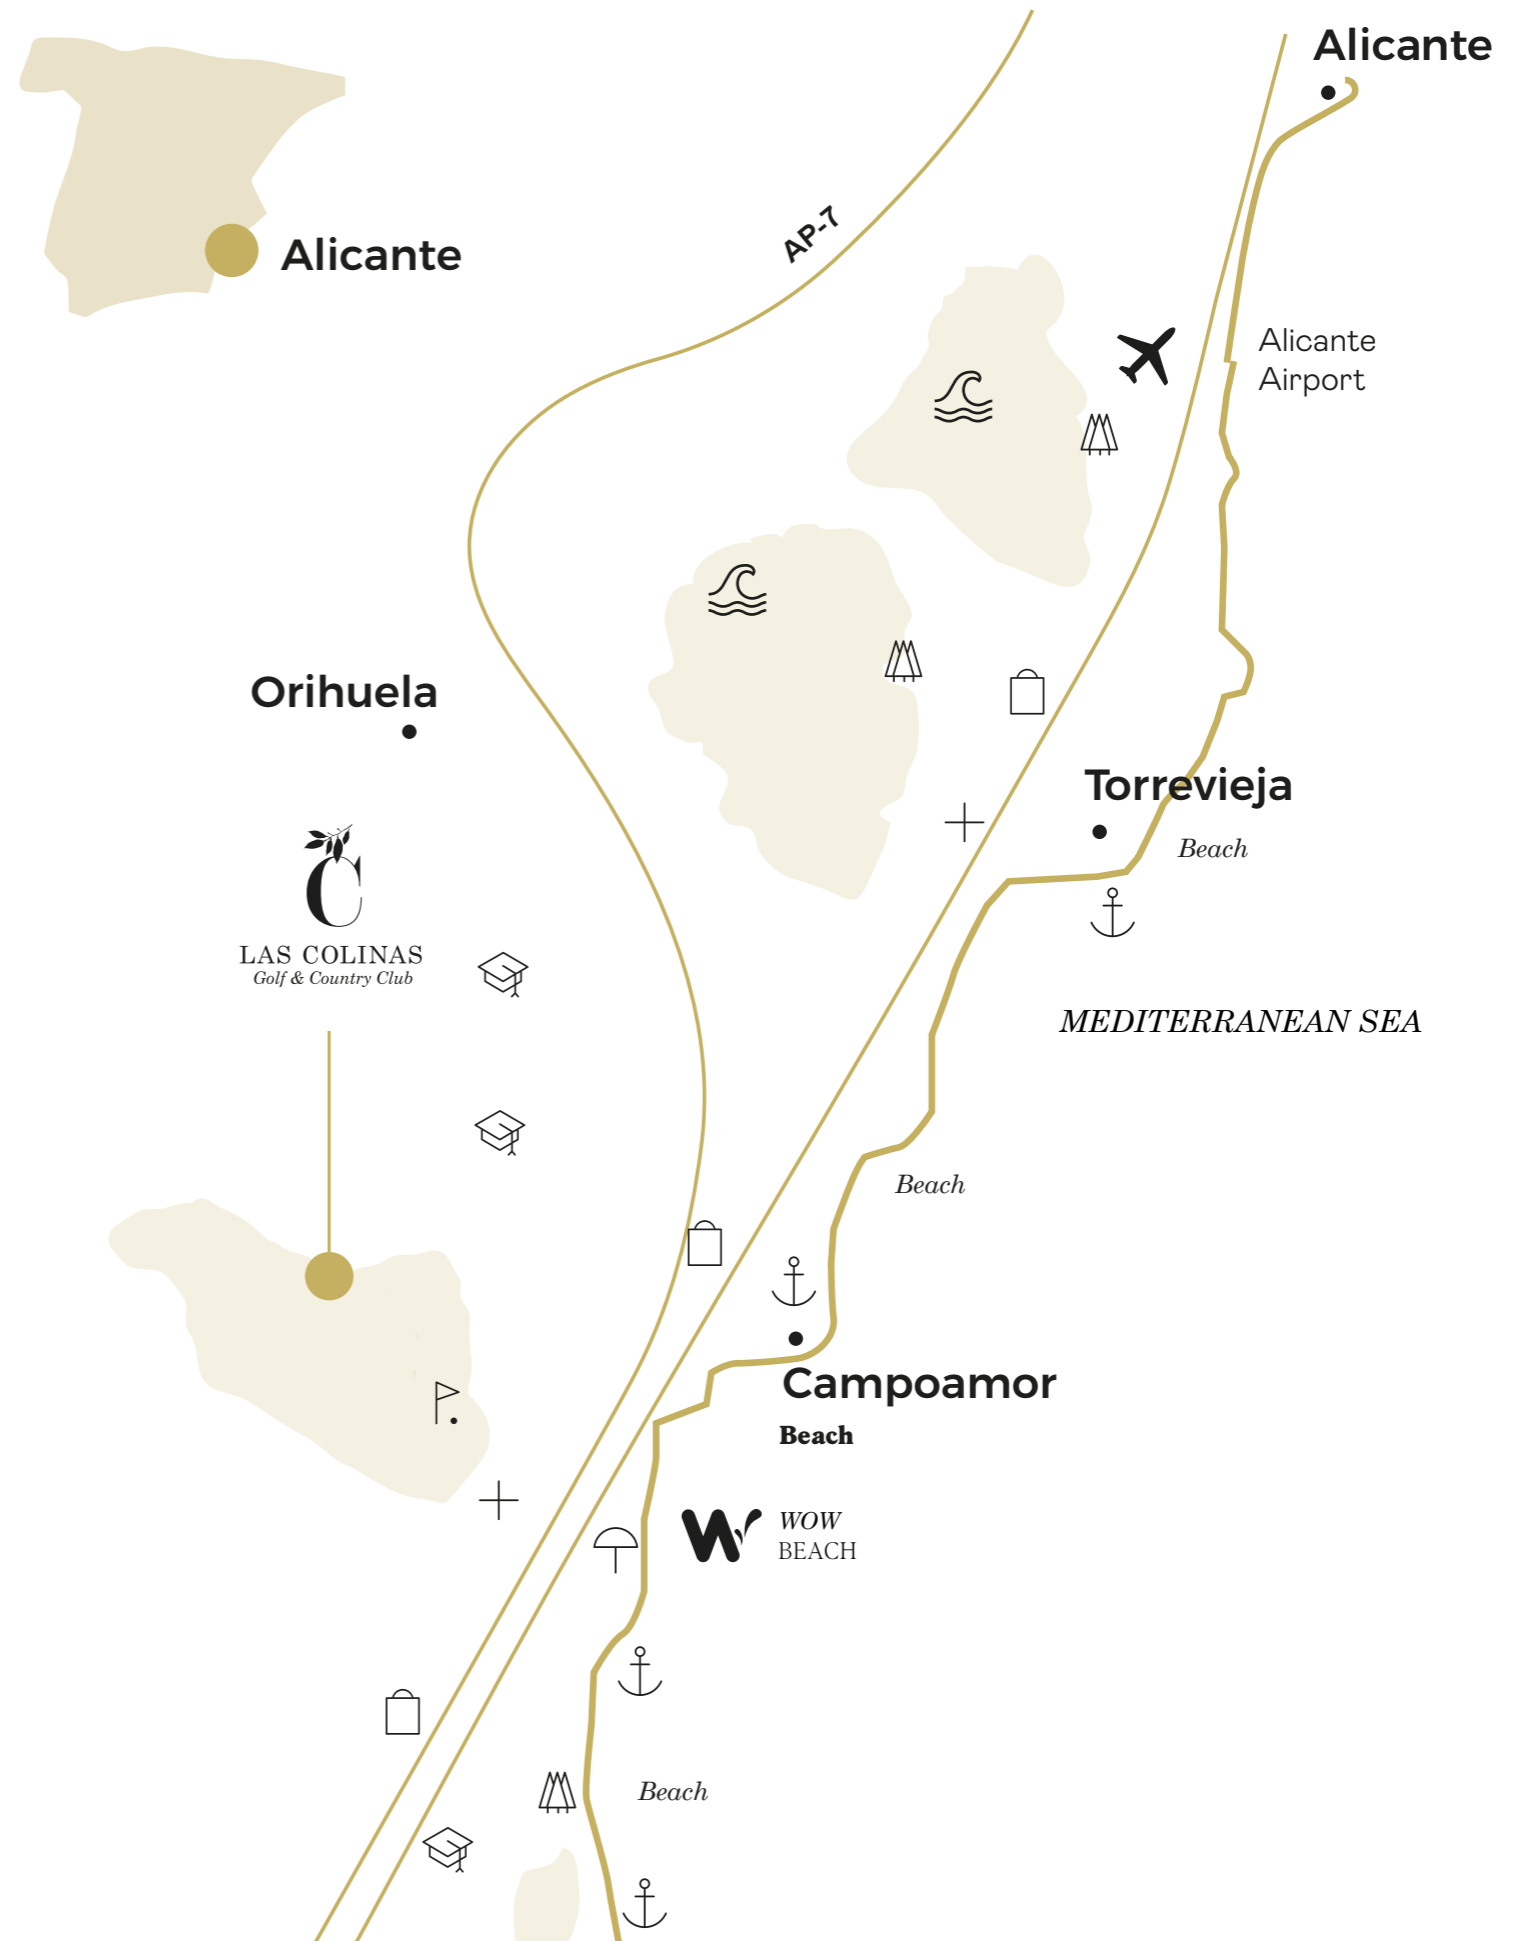 Alicante
Alicante
AP-7
Alicante
Airport
Orihuela
Torrevieja
Beach
C
LAS COLINAS
Golf & Country Club
MEDITERRANEAN SEA
Beach
Campoamor
Beach
W
WOW
BEACH
Beach